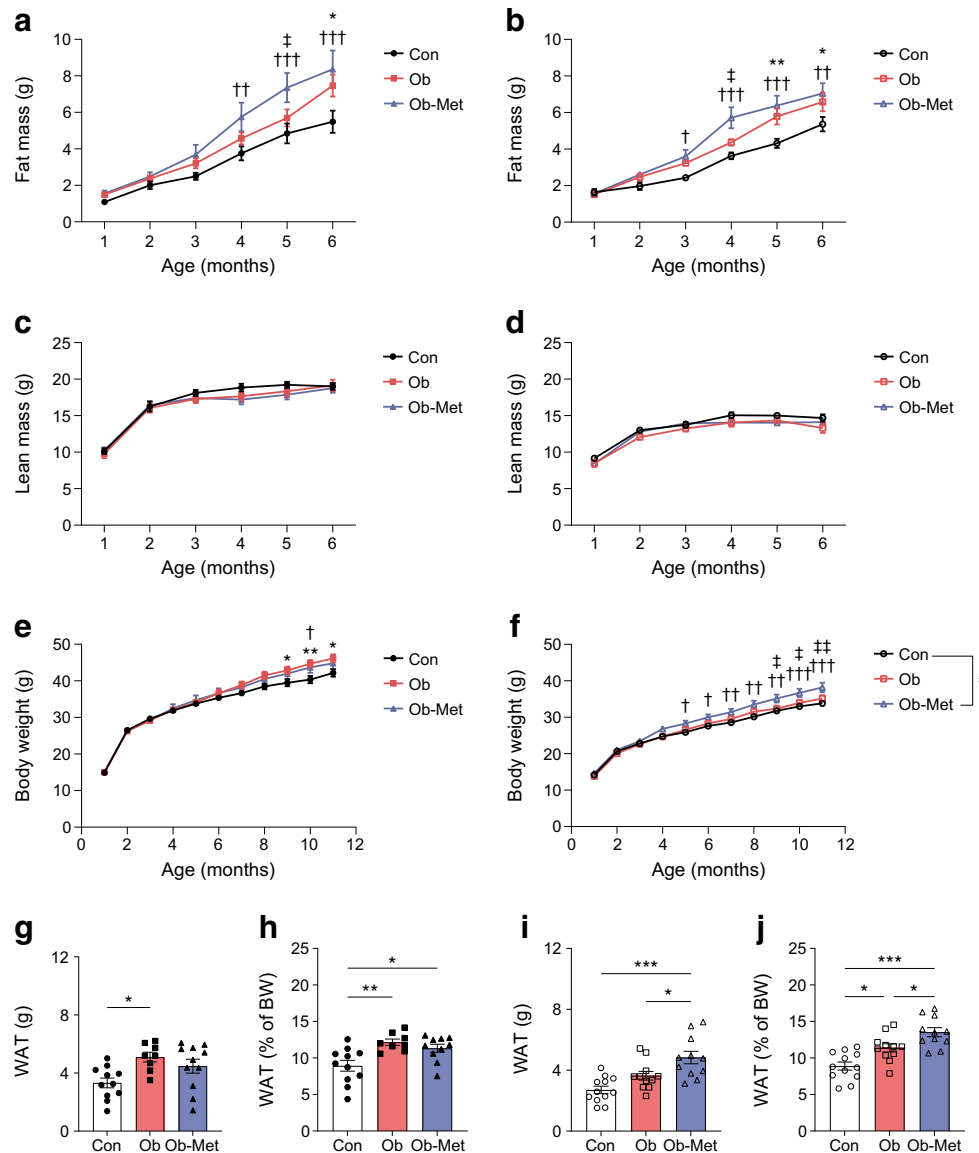 a
Fat mass (g)
10
8
6
4
2
0
1 2 3 4 5 6
Age (months)
††
‡
†††
*
†††
Con
Ob
Ob-Met
b
Fat mass (g)
10
8
6
4
2
0
1 2 3 4 5 6
Age (months)
†
‡
†††
**
†††
*
††
Con
Ob
Ob-Met
c
Lean mass (g)
25
20
15
10
5
0
1 2 3 4 5 6
Age (months)
Con
Ob
Ob-Met
d
Lean mass (g)
25
20
15
10
5
0
1 2 3 4 5 6
Age (months)
Con
Ob
Ob-Met
e
Body weight (g)
50
40
30
20
10
0
0 2 4 6 8 10 12
Age (months)
*
†
**
*
Con
Ob
Ob-Met
f
Body weight (g)
50
40
30
20
10
0
0 2 4 6 8 10 12
Age (months)
†
†
††
††
‡
††
‡
†††
‡‡
†††
Con
Ob
Ob-Met
g
WAT (g)
12
8
4
0
*
Con Ob Ob-Met
h
WAT (% of BW)
25
20
15
10
5
0
*
**
Con Ob Ob-Met
i
WAT (g)
12
8
4
0
***
*
Con Ob Ob-Met
j
WAT (% of BW)
25
20
15
10
5
0
***
* *
Con Ob Ob-Met